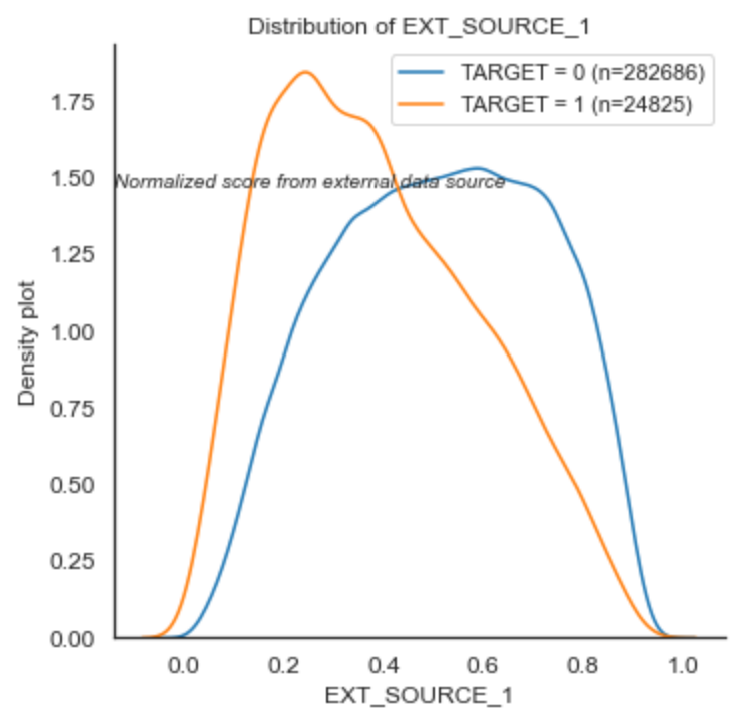 Distribution of EXT_SOURCE_1
TARGET = 0 (n=282686)
TARGET = 1 (n=24825)
1.75
1.50
Normalized score from external data source
1.25
1.00
0.75
0.50
0.25
0.00
Density plot
0.0 0.2 0.4 0.6 0.8 1.0
EXT_SOURCE_1